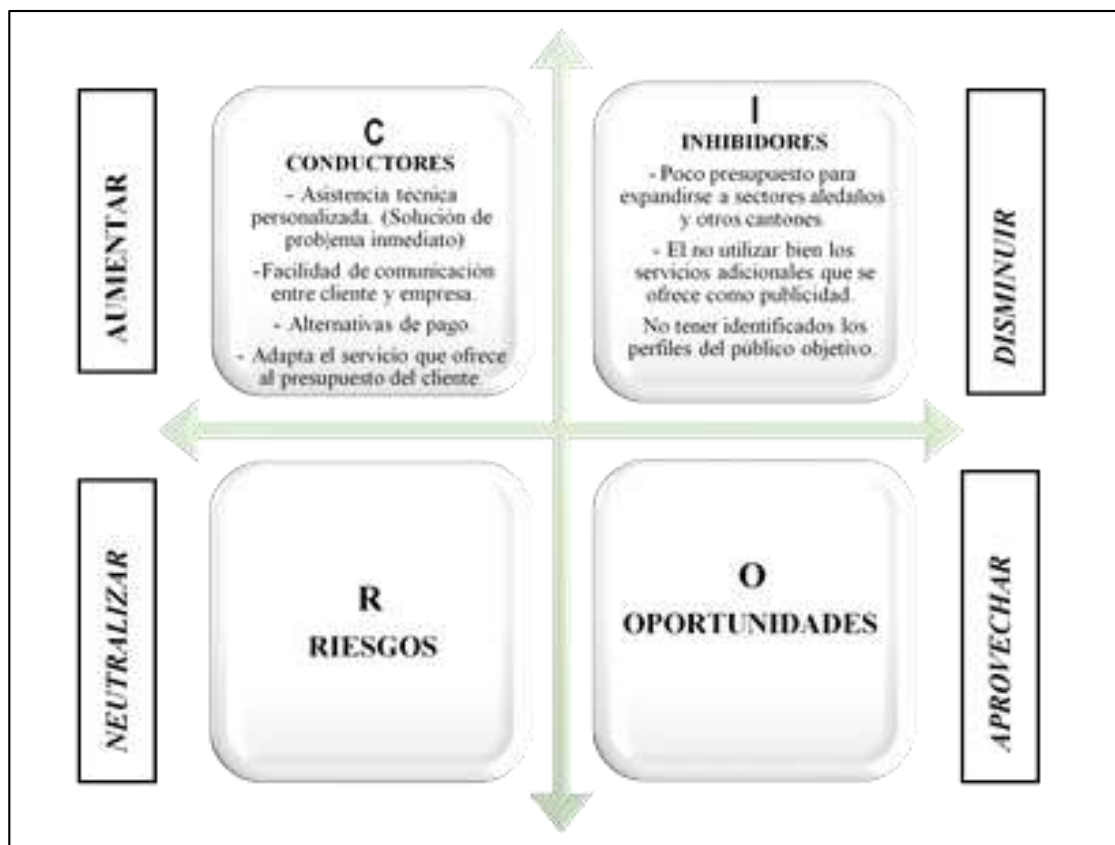 AUMENTAR
C
CONDUCTORES
- Asistencia técnica
personalizada. (Solución de
problema inmediato)
-Facilidad de comunicación
entre cliente y empresa.
- Alternativas de pago
- Adapta el servicio que ofrece
al presupuesto del cliente.
I
INHIBIDORES
- Poco presupuesto para
expandirse a sectores aledaños
y otros cantones.
- El no utilizar bien los
servicios adicionales que se
ofrece como publicidad.
No tener identificados los
perfiles del público objetivo.
DISMINUIR
NEUTRALIZAR
R
RIESGOS
O
OPORTUNIDADES
APROVECHAR